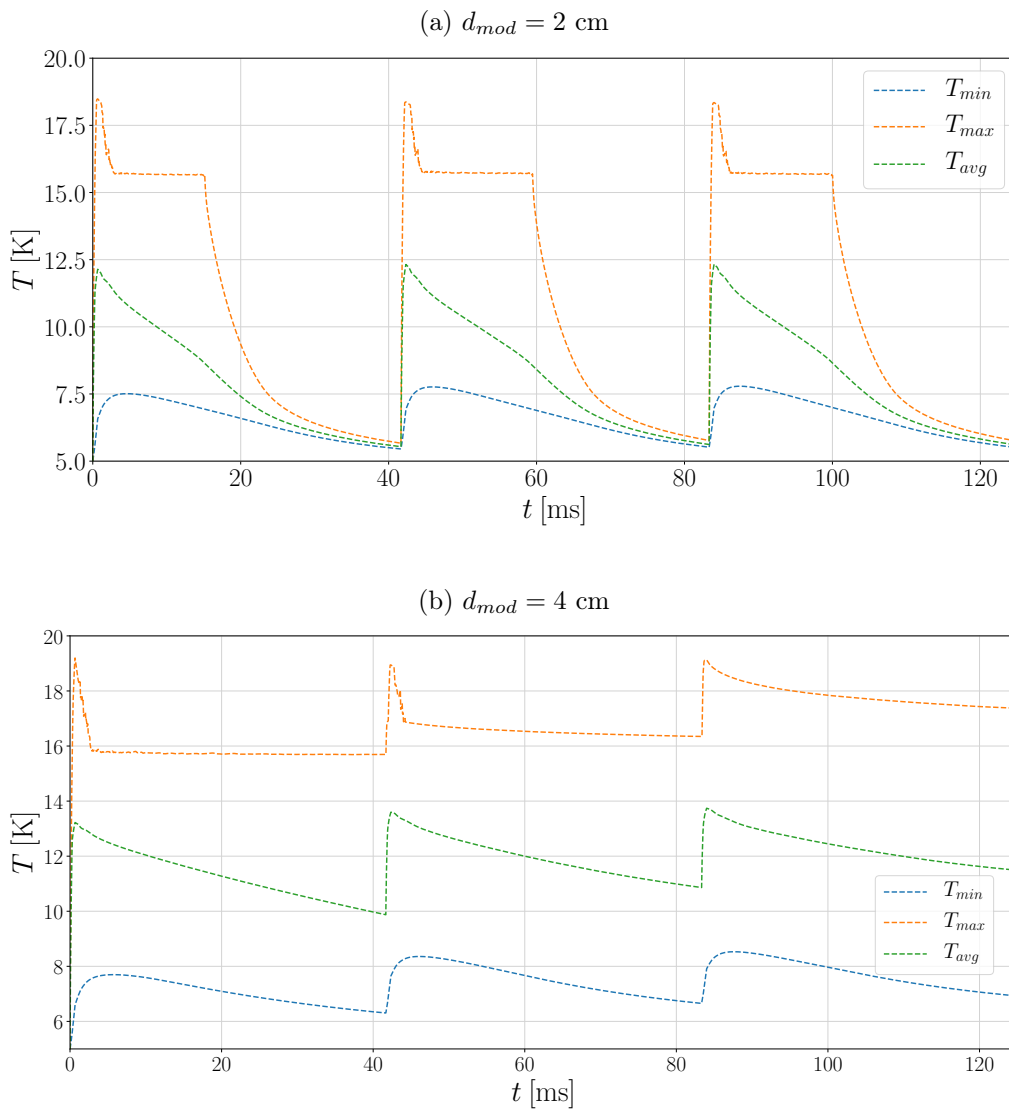 (a) d_mod = 2 cm
20.0
17.5
15.0
12.5
10.0
7.5
5.0
T [K]
T_min
T_max
T_avg
0 20 40 60 80 100 120
t [ms]
(b) d_mod = 4 cm
20
18
16
14
12
10
8
6
T [K]
T_min
T_max
T_avg
0 20 40 60 80 100 120
t [ms]